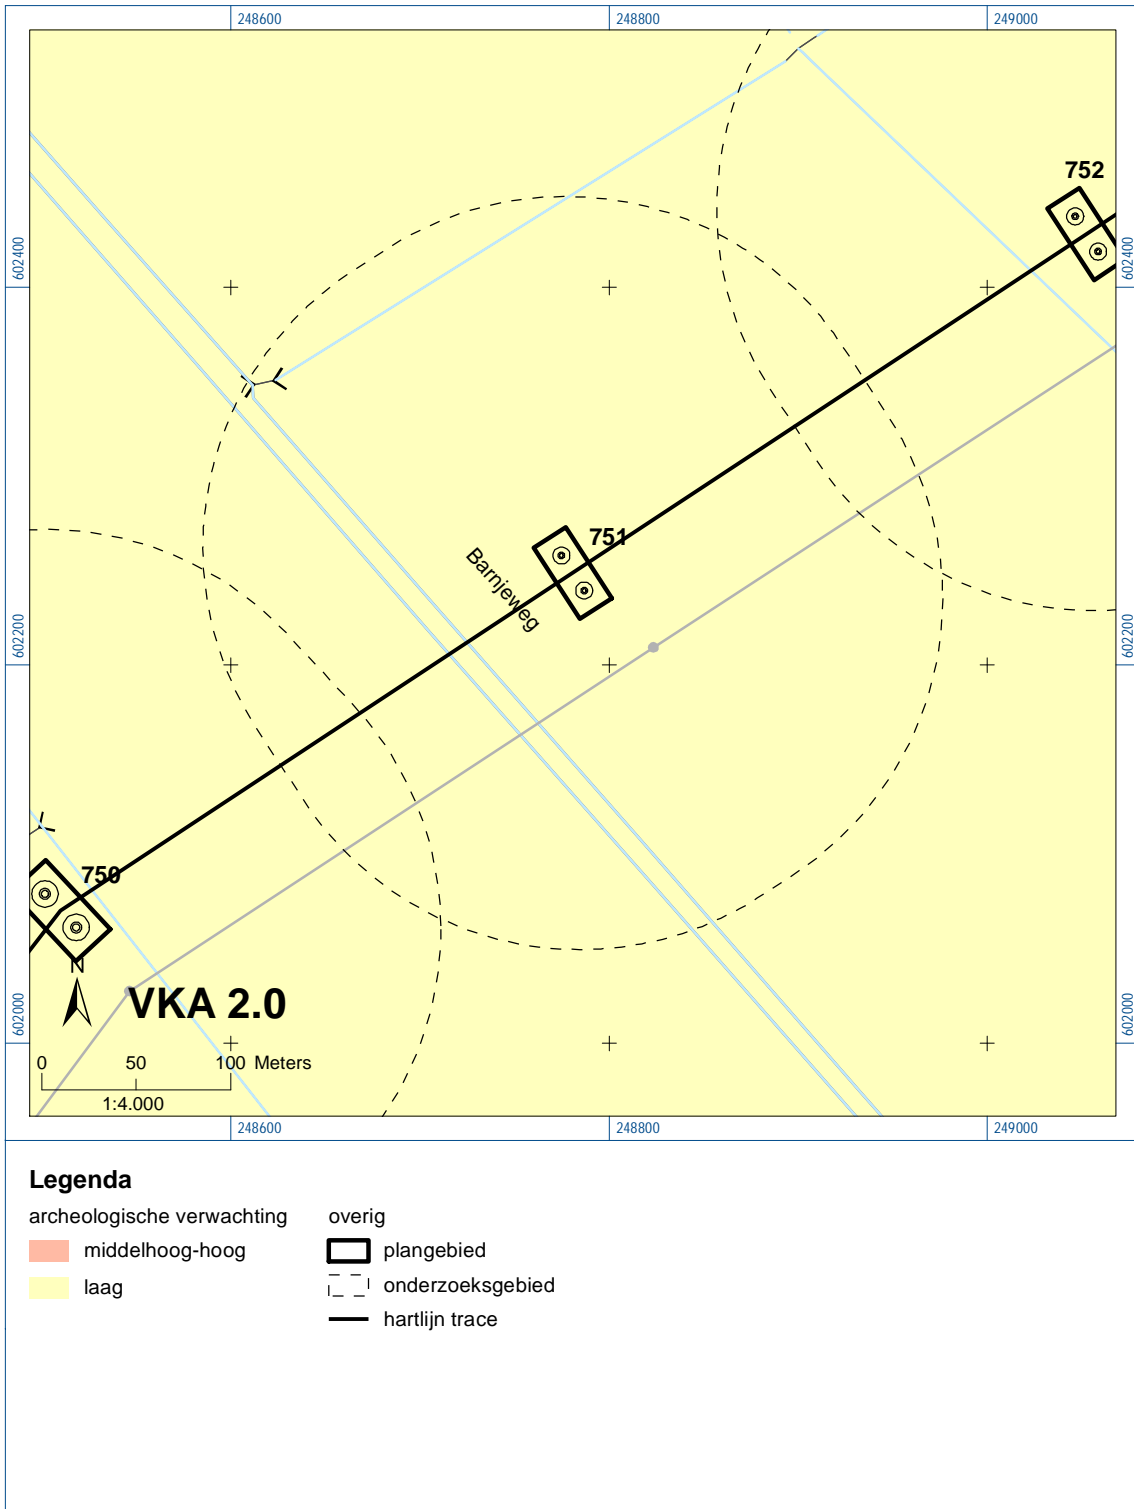 248600
248800
249000
752
602400
602400
751
Barnjeweg
602200
602200
750
N
VKA 2.0
602000
602000
0 50 100 Meters
1:4.000
248600
248800
249000
Legenda
archeologische verwachting
overig
middelhoog-hoog
plangebied
laag
onderzoeksgebied
hartlijn trace